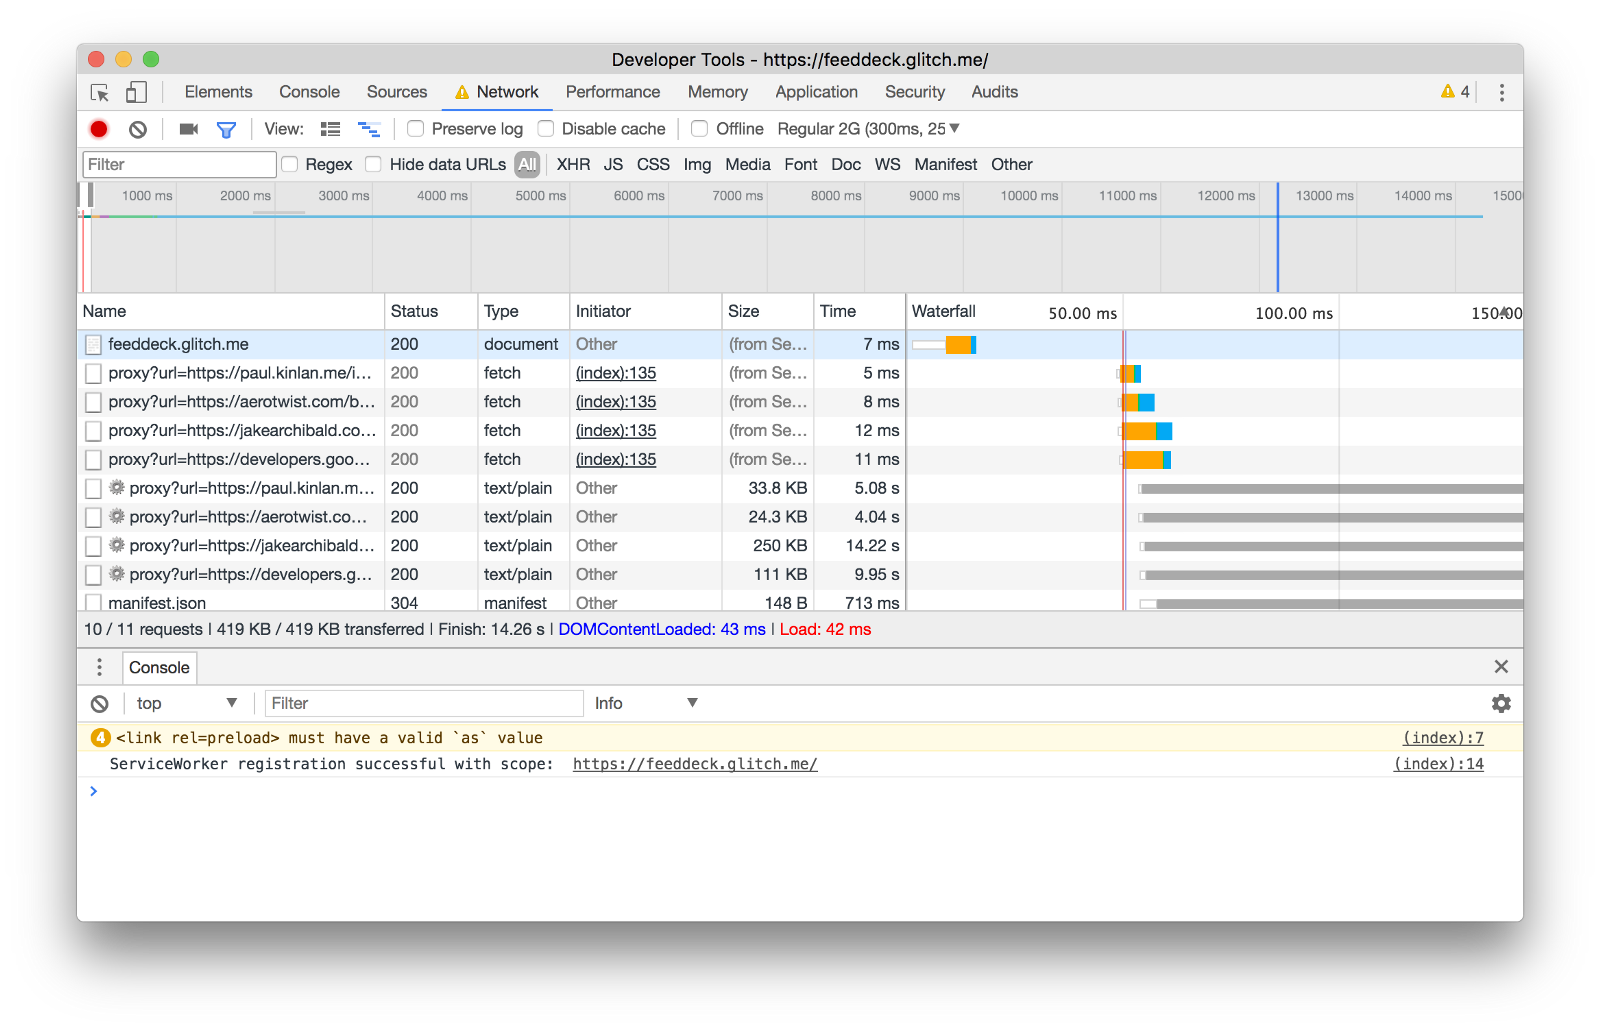 Developer Tools - https://feeddeck.glitch.me/
Elements Console Sources Network Performance Memory Application Security Audits 4
View: Preserve log Disable cache Offline Regular 2G (300ms, 25
Filter Regex Hide data URLs All XHR JS CSS Img Media Font Doc WS Manifest Other
1000 ms 2000 ms 3000 ms 4000 ms 5000 ms 6000 ms 7000 ms 8000 ms 9000 ms 10000 ms 11000 ms 12000 ms 13000 ms 14000 ms 1500
Name Status Type Initiator Size Time Waterfall 50.00 ms 100.00 ms
feeddeck.glitch.me 200 document Other (from Se... 7 ms
proxy?url=https://paul.kinlan.me/i... 200 fetch (index):135 (from Se... 5 ms
proxy?url=https://aerotwist.com/b... 200 fetch (index):135 (from Se... 8 ms
proxy?url=https://jakearchibald.co... 200 fetch (index):135 (from Se... 12 ms
proxy?url=https://developers.goo... 200 fetch (index):135 (from Se... 11 ms
proxy?url=https://paul.kinlan.m... 200 text/plain Other 33.8 KB 5.08 s
proxy?url=https://aerotwist.co... 200 text/plain Other 24.3 KB 4.04 s
proxy?url=https://jakearchibald... 200 text/plain Other 250 KB 14.22 s
proxy?url=https://developers.g... 200 text/plain Other 111 KB 9.95 s
manifest.json 304 manifest Other 148 B 713 ms
10 / 11 requests | 419 KB / 419 KB transferred | Finish: 14.26 s | DOMContentLoaded: 43 ms | Load: 42 ms
Console
top Filter Info
4 <link rel=preload> must have a valid `as` value (index):7
ServiceWorker registration successful with scope: https://feeddeck.glitch.me/ (index):14